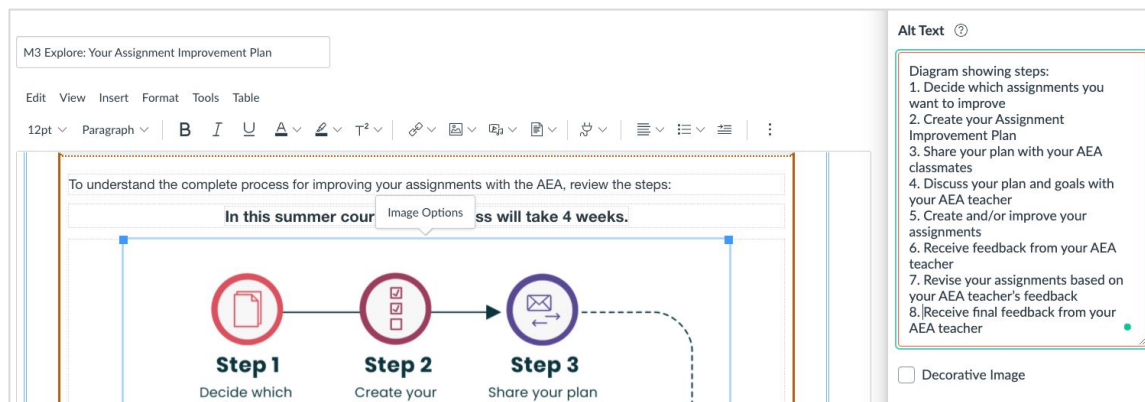 M3 Explore: Your Assignment Improvement Plan
Edit View Insert Format Tools Table
12pt Paragraph B I U A T²
To understand the complete process for improving your assignments with the AEA, review the steps:
In this summer cour
Image Options
ss will take 4 weeks.
Step 1
Decide which
Step 2
Create your
Step 3
Share your plan
Alt Text ?
Diagram showing steps:
1. Decide which assignments you
want to improve
2. Create your Assignment
Improvement Plan
3. Share your plan with your AEA
classmates
4. Discuss your plan and goals with
your AEA teacher
5. Create and/or improve your
assignments
6. Receive feedback from your AEA
teacher
7. Revise your assignments based on
your AEA teacher’s feedback
8. Receive final feedback from your
AEA teacher
Decorative Image